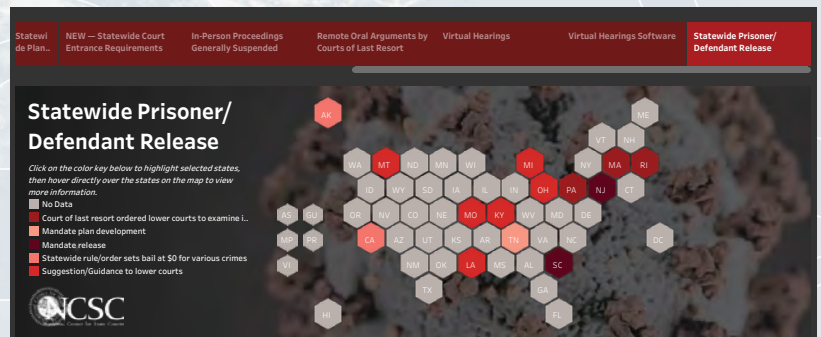 Statewi
de Plan..
NEW — Statewide Court
Entrance Requirements
In-Person Proceedings
Generally Suspended
Remote Oral Arguments by
Courts of Last Resort
Virtual Hearings
Virtual Hearings Software
Statewide Prisoner/
Defendant Release
Statewide Prisoner/
Defendant Release
Click on the color key below to highlight selected states,
then hover directly over the states on the map to view
more information.
No Data
Court of last resort ordered lower courts to examine i..
Mandate plan development
Mandate release
Statewide rule/order sets bail at $0 for various crimes
Suggestion/Guidance to lower courts
NCSC
AK ME
VT NH
WA MT ND MN WI MI NY MA RI
ID WY SD IA IL IN OH PA NJ CT
AS GU OR NV CO NE MO KY WV MD DE
MP PR CA AZ UT KS AR TN VA NC DC
VI NM OK LA MS AL SC
TX GA
HI FL